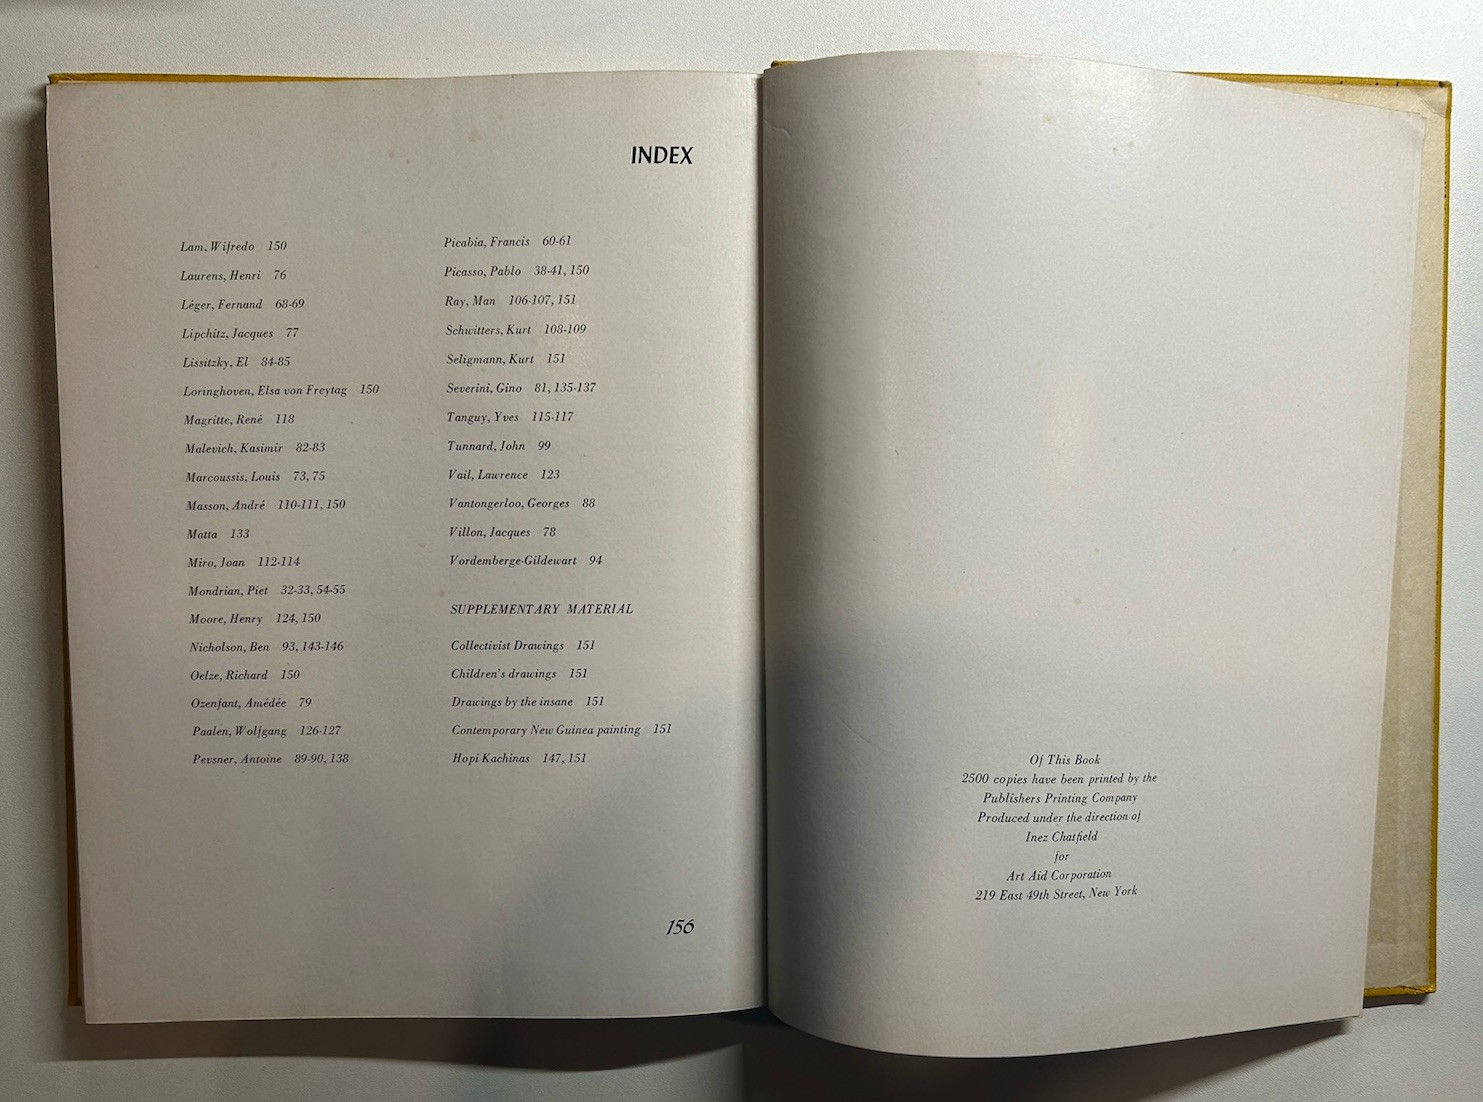 INDEX
Lam, Wifredo 150
Laurens, Henri 76
Léger, Fernand 68-69
Lipchitz, Jacques 77
Lissitzky, El 84-85
Loringhoven, Elsa von Freytag 150
Magritte, René 118
Malevich, Kasimir 82-83
Marcoussis, Louis 73, 75
Masson, André 110-111, 150
Matta 133
Miro, Joan 112-114
Mondrian, Piet 32-33, 54-55
Moore, Henry 124, 150
Nicholson, Ben 93, 143-146
Oelze, Richard 150
Ozenfant, Amédée 79
Paalen, Wolfgang 126-127
Pevsner, Antoine 89-90, 138
Picabia, Francis 60-61
Picasso, Pablo 38-41, 150
Ray, Man 106-107, 151
Schwitters, Kurt 108-109
Seligmann, Kurt 151
Severini, Gino 81, 135-137
Tanguy, Yves 115-117
Tunnard, John 99
Vail, Lawrence 123
Vantongerloo, Georges 88
Villon, Jacques 78
Vordemberge-Gildewart 94
SUPPLEMENTARY MATERIAL
Collectivist Drawings 151
Children's drawings 151
Drawings by the insane 151
Contemporary New Guinea painting 151
Hopi Kachinas 147, 151
156
Of This Book
2500 copies have been printed by the
Publishers Printing Company
Produced under the direction of
Inez Chatfield
for
Art Aid Corporation
219 East 49th Street, New York